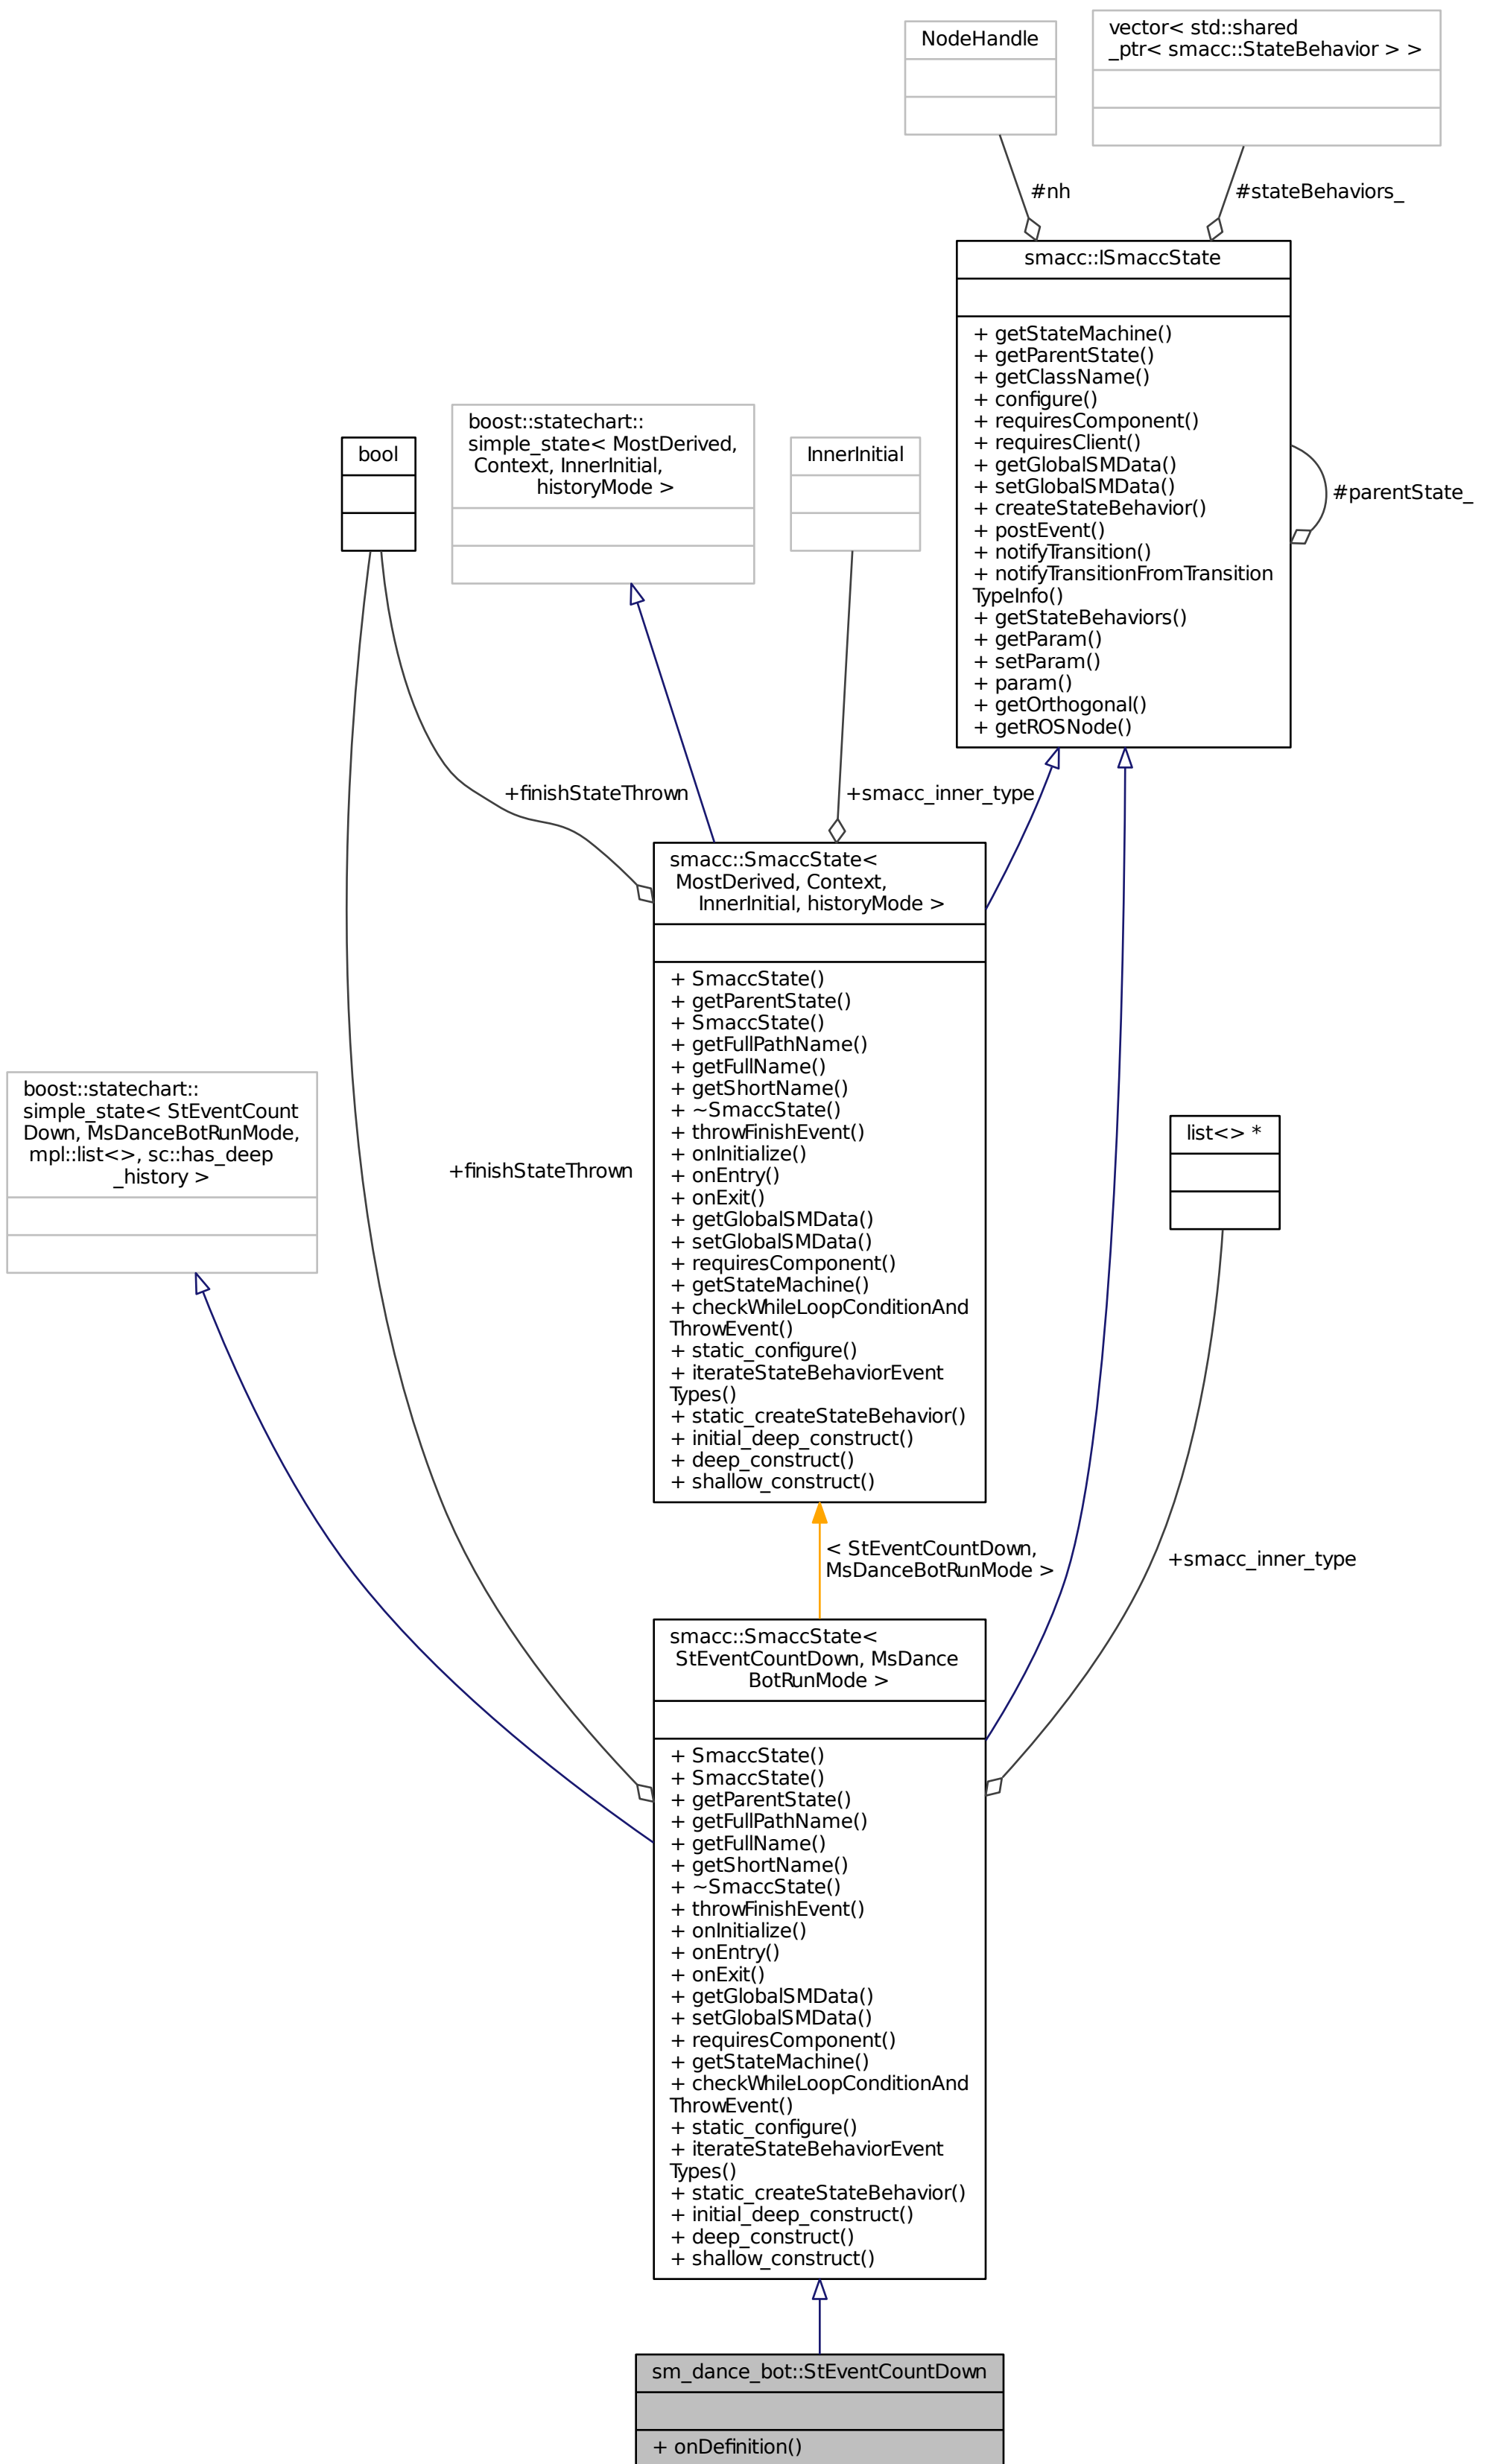 NodeHandle
vector< std::shared
_ptr< smacc::StateBehavior > >
#nh
#stateBehaviors_
smacc::ISmaccState
+ getStateMachine()
+ getParentState()
+ getClassName()
+ configure()
+ requiresComponent()
+ requiresClient()
+ getGlobalSMData()
+ setGlobalSMData()
+ createStateBehavior()
+ postEvent()
+ notifyTransition()
+ notifyTransitionFromTransition
TypeInfo()
+ getStateBehaviors()
+ getParam()
+ setParam()
+ param()
+ getOrthogonal()
+ getROSNode()
#parentState_
bool
boost::statechart::
simple_state< MostDerived,
Context, InnerInitial,
historyMode >
InnerInitial
+finishStateThrown
+smacc_inner_type
smacc::SmaccState<
MostDerived, Context,
InnerInitial, historyMode >
+ SmaccState()
+ getParentState()
+ SmaccState()
+ getFullPathName()
+ getFullName()
+ getShortName()
+ ~SmaccState()
+ throwFinishEvent()
+ onInitialize()
+ onEntry()
+ onExit()
+ getGlobalSMData()
+ setGlobalSMData()
+ requiresComponent()
+ getStateMachine()
+ checkWhileLoopConditionAnd
ThrowEvent()
+ static_configure()
+ iterateStateBehaviorEvent
Types()
+ static_createStateBehavior()
+ initial_deep_construct()
+ deep_construct()
+ shallow_construct()
boost::statechart::
simple_state< StEventCount
Down, MsDanceBotRunMode,
mpl::list<>, sc::has_deep
_history >
+finishStateThrown
list<> *
< StEventCountDown,
MsDanceBotRunMode >
+smacc_inner_type
smacc::SmaccState<
StEventCountDown, MsDance
BotRunMode >
+ SmaccState()
+ SmaccState()
+ getParentState()
+ getFullPathName()
+ getFullName()
+ getShortName()
+ ~SmaccState()
+ throwFinishEvent()
+ onInitialize()
+ onEntry()
+ onExit()
+ getGlobalSMData()
+ setGlobalSMData()
+ requiresComponent()
+ getStateMachine()
+ checkWhileLoopConditionAnd
ThrowEvent()
+ static_configure()
+ iterateStateBehaviorEvent
Types()
+ static_createStateBehavior()
+ initial_deep_construct()
+ deep_construct()
+ shallow_construct()
sm_dance_bot::StEventCountDown
+ onDefinition()